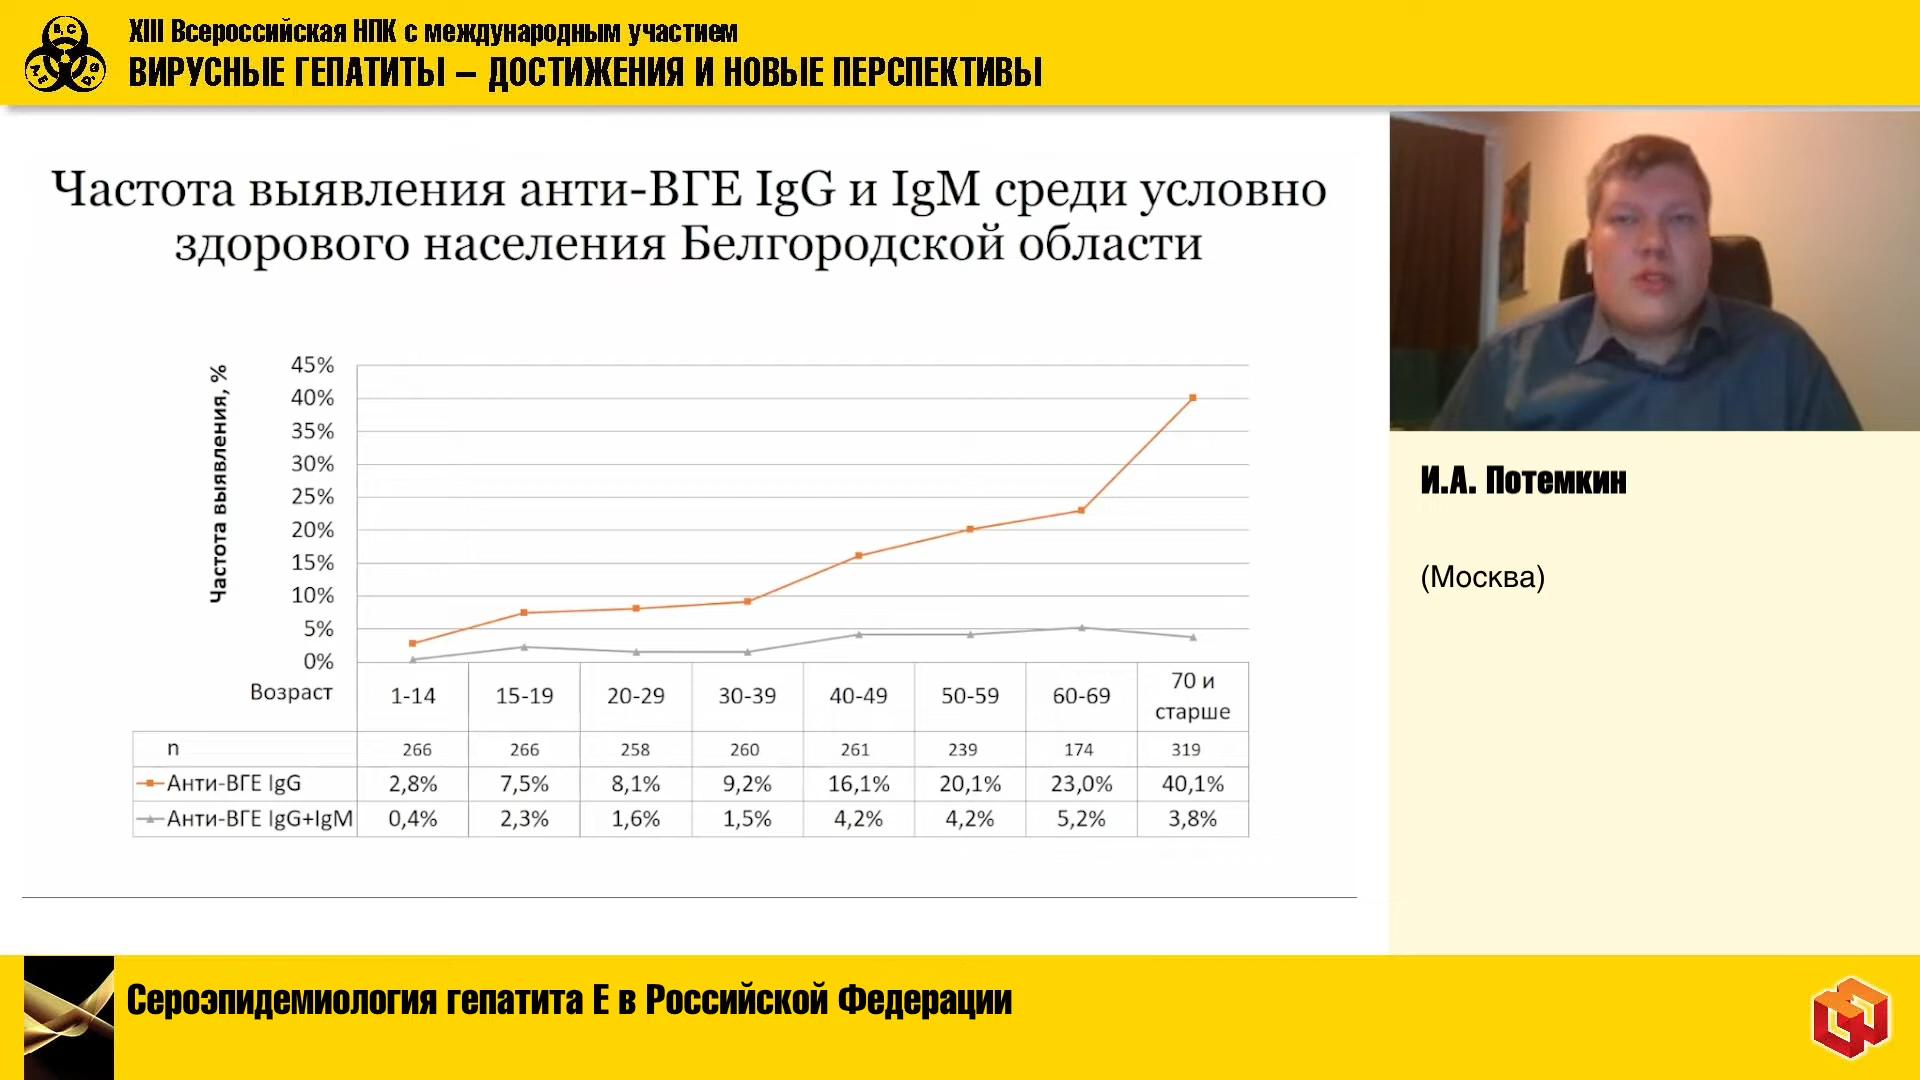 XIII Всероссийская НПК с международным участием
ВИРУСНЫЕ ГЕПАТИТЫ – ДОСТИЖЕНИЯ И НОВЫЕ ПЕРСПЕКТИВЫ
Частота выявления анти-ВГЕ IgG и IgM среди условно
здорового населения Белгородской области
Частота выявления, %
45%
40%
35%
30%
25%
20%
15%
10%
5%
0%
Возраст 1-14 15-19 20-29 30-39 40-49 50-59 60-69 70 и старше
n 266 266 258 260 261 239 174 319
Анти-ВГЕ IgG 2,8% 7,5% 8,1% 9,2% 16,1% 20,1% 23,0% 40,1%
Анти-ВГЕ IgG+IgM 0,4% 2,3% 1,6% 1,5% 4,2% 4,2% 5,2% 3,8%
И.А. Потемкин
(Москва)
Сероэпидемиология гепатита Е в Российской Федерации